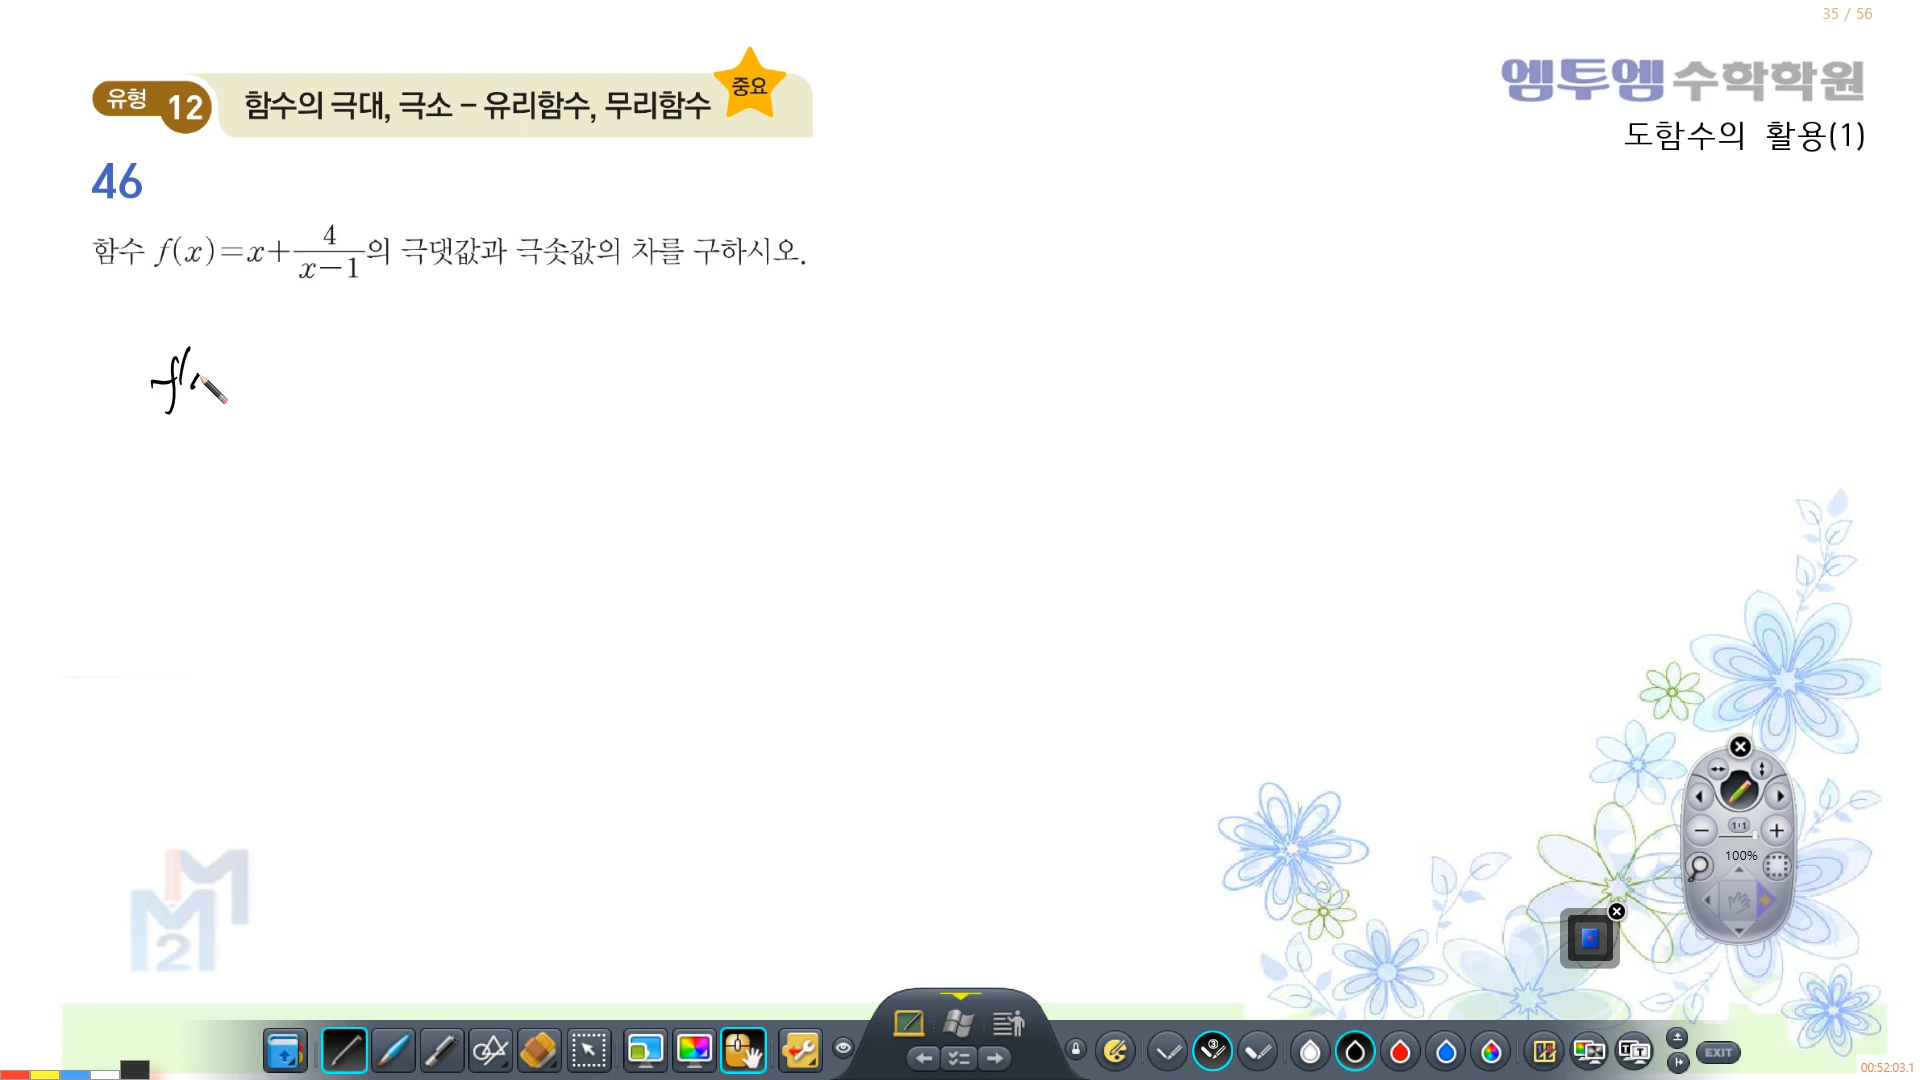 35 / 56
유형 12 함수의 극대, 극소 – 유리함수, 무리함수 중요
엠투엠수학학원
도함수의 활용(1)
46
함수 f(x)=x+4/(x-1)의 극댓값과 극솟값의 차를 구하시오.
f'(
1:1
100%
M
M2
EXIT
00:52:03.1